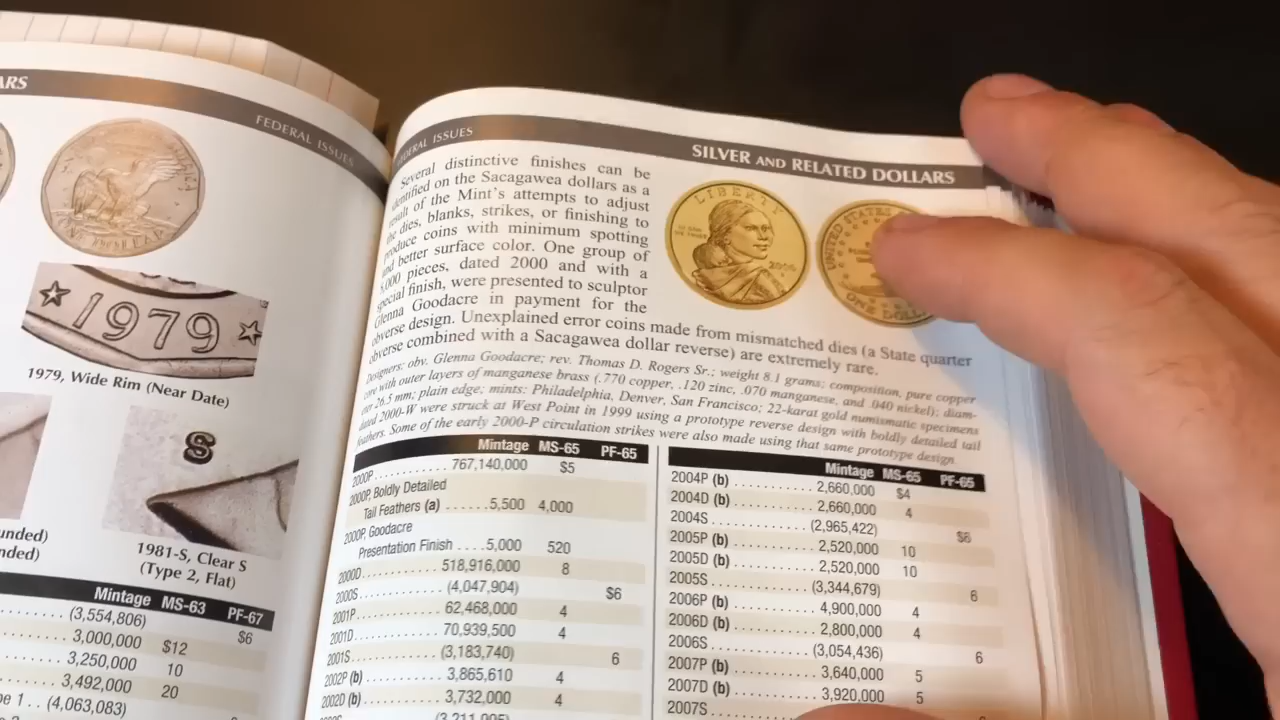 ARS
FEDERAL ISSUES
1979
1979, Wide Rim (Near Date)
S
1981-S, Clear S
(Type 2, Flat)
Mintage MS-63 PF-67
(3,554,806) $6
3,000,000 $12
3,250,000 10
3,492,000 20
(4,063,083)
ISSUES
SILVER AND RELATED DOLLARS
Several distinctive finishes can be
identified on the Sacagawea dollars as a
result of the Mint's attempts to adjust
the dies, blanks, strikes, or finishing to
produce coins with minimum spotting
and better surface color. One group of
5,000 pieces, dated 2000 and with a
special finish, were presented to sculptor
Glenna Goodacre in payment for the
obverse design. Unexplained error coins made from mismatched dies (a State quarter
obverse combined with a Sacagawea dollar reverse) are extremely rare.
LIBERTY
UNITED STATES
ONE DOLL
Designers: obv. Glenna Goodacre; rev. Thomas D. Rogers Sr.; weight 8.1 grams; composition, pure copper
core with outer layers of manganese brass (.770 copper, .120 zinc, .070 manganese, and .040 nickel); diam-
eter 26.5 mm; plain edge; mints: Philadelphia, Denver, San Francisco; 22-karat gold numismatic specimens
dated 2000-W were struck at West Point in 1999 using a prototype reverse design with boldly detailed tail
feathers. Some of the early 2000-P circulation strikes were also made using that same prototype design
Mintage MS-65 PF-65
2000P . . . . . . . . . . 767,140,000 $5
2000P, Boldly Detailed
Tail Feathers (a) . . . . . . 5,500 4,000
2000P, Goodacre
Presentation Finish . . . . 5,000 520
2000D . . . . . . . . . . 518,916,000 8
2000S . . . . . . . . . . (4,047,904) $6
2001P . . . . . . . . . . 62,468,000 4
2001D . . . . . . . . . . 70,939,500 4
2001S . . . . . . . . . . (3,183,740) 6
2002P (b) . . . . . . . . . . 3,865,610 4
2002D (b) . . . . . . . . . . 3,732,000 4
Mintage MS-65 PF-65
2004P (b) . . . . . . . . . . 2,660,000 $4
2004D (b) . . . . . . . . . . 2,660,000 4
2004S . . . . . . . . . . (2,965,422) $6
2005P (b) . . . . . . . . . . 2,520,000 10
2005D (b) . . . . . . . . . . 2,520,000 10
2005S . . . . . . . . . . (3,344,679) 6
2006P (b) . . . . . . . . . . 4,900,000 4
2006D (b) . . . . . . . . . . 2,800,000 4
2006S . . . . . . . . . . (3,054,436) 6
2007P (b) . . . . . . . . . . 3,640,000 5
2007D (b) . . . . . . . . . . 3,920,000 5
2007S